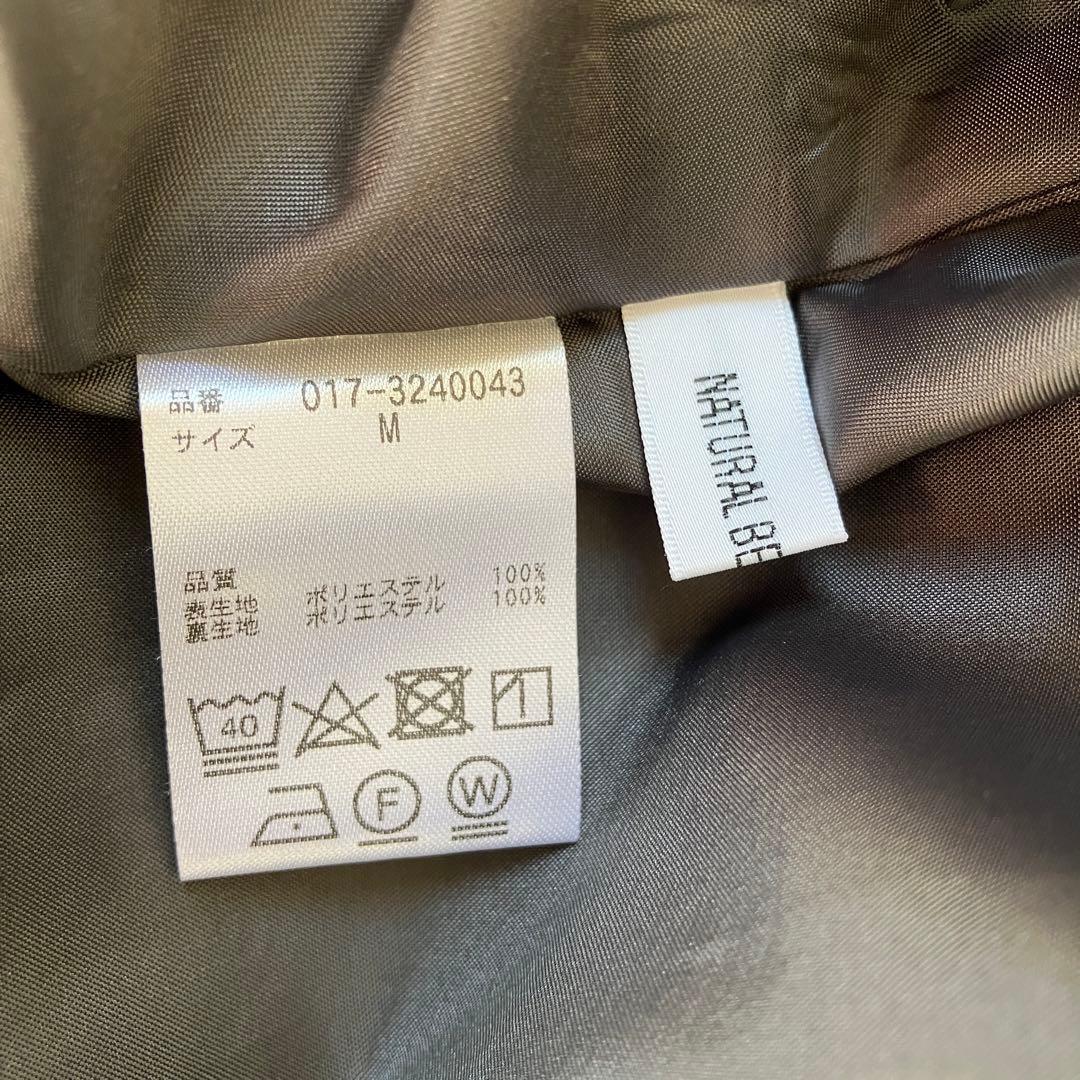 品番 017-3240043
サイズ M
品質
表生地 ポリエステル 100%
裏生地 ポリエステル 100%
40
F
W
NATURAL BE